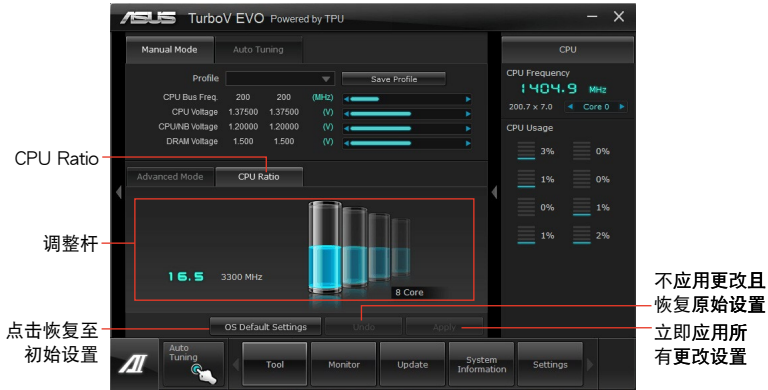 ASUS TurboV EVO Powered by TPU
Manual Mode Auto Tuning
Profile Save Profile
CPU Bus Freq. 200 200 (MHz)
CPU Voltage 1.37500 1.37500 (V)
CPU/NB Voltage 1.20000 1.20000 (V)
DRAM Voltage 1.500 1.500 (V)
CPU
CPU Frequency
1404.9 MHz
200.7 x 7.0 Core 0
CPU Usage
3% 0%
1% 0%
0% 1%
1% 2%
CPU Ratio
Advanced Mode CPU Ratio
调整杆
16.5 3300 MHz
8 Core
OS Default Settings Undo Apply
点击恢复至
初始设置
不应用更改且
恢复原始设置
立即应用所
有更改设置
Auto
Tuning
Tool Monitor Update System
Information Settings